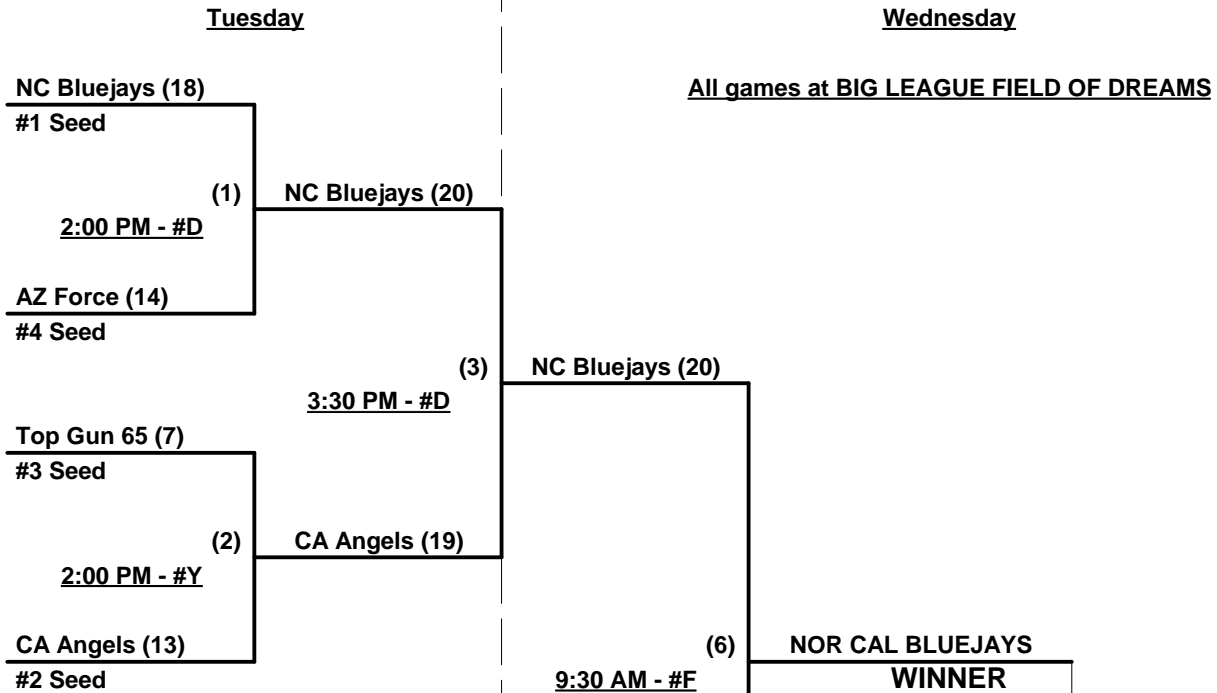 Tuesday
Wednesday
NC Bluejays (18)
All games at BIG LEAGUE FIELD OF DREAMS
#1 Seed
(1)
NC Bluejays (20)
2:00 PM - #D
AZ Force (14)
#4 Seed
(3)
NC Bluejays (20)
3:30 PM - #D
Top Gun 65 (7)
#3 Seed
(2)
CA Angels (19)
2:00 PM - #Y
CA Angels (13)
(6)
NOR CAL BLUEJAYS
#2 Seed
9:30 AM - #F
WINNER